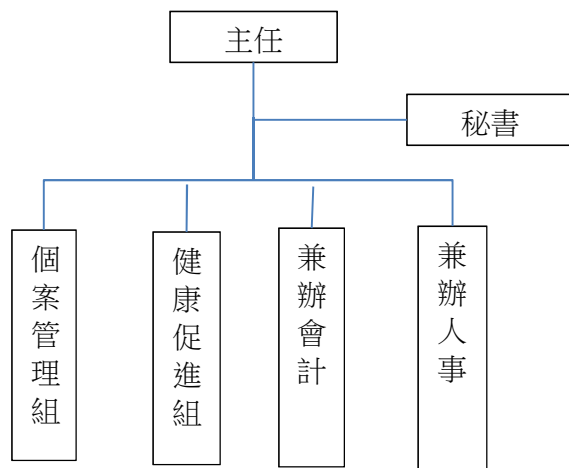 主任
秘書
個案管理組
健康促進組
兼辦會計
兼辦人事